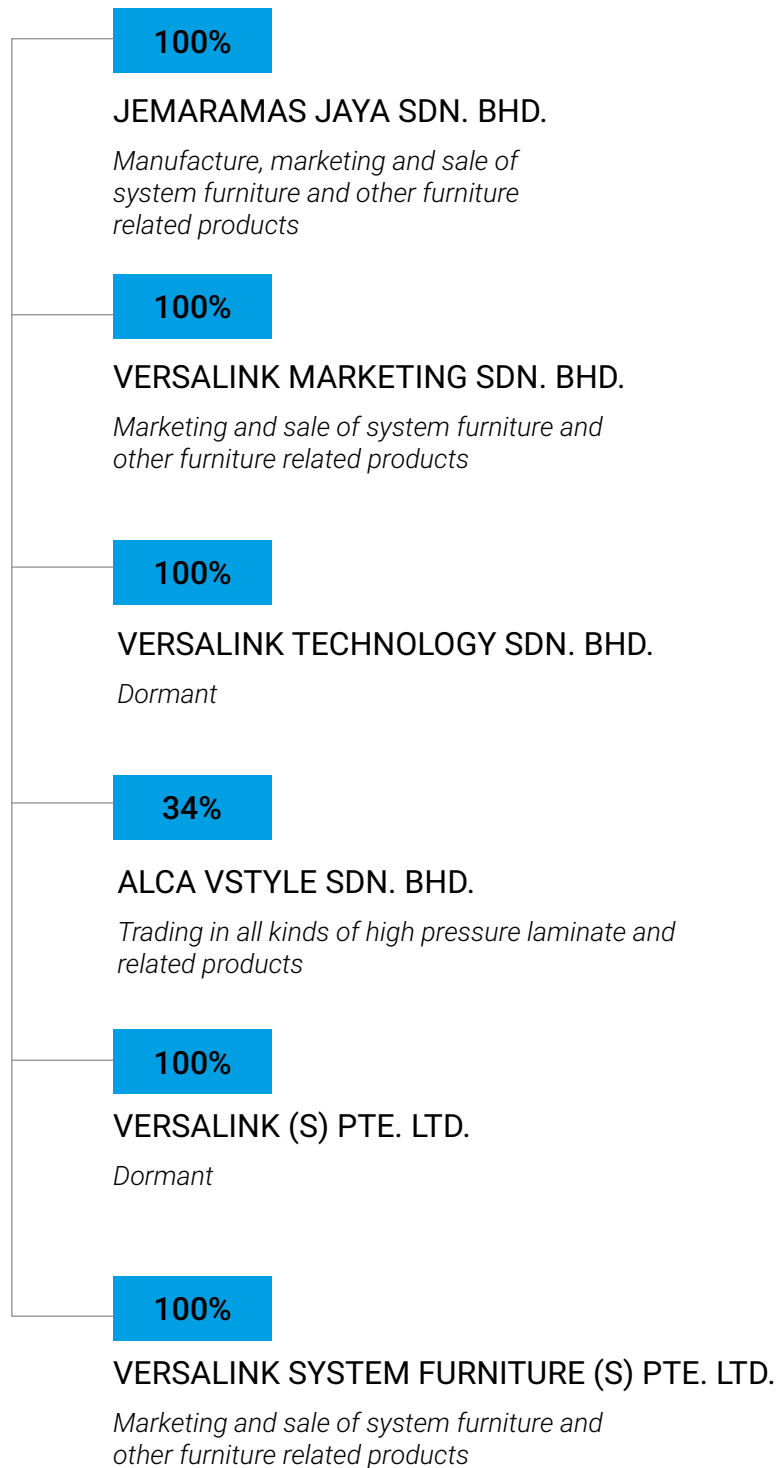 100%
JEMARAMAS JAYA SDN. BHD.
Manufacture, marketing and sale of
system furniture and other furniture
related products
100%
VERSALINK MARKETING SDN. BHD.
Marketing and sale of system furniture and
other furniture related products
100%
VERSALINK TECHNOLOGY SDN. BHD.
Dormant
34%
ALCA VSTYLE SDN. BHD.
Trading in all kinds of high pressure laminate and
related products
100%
VERSALINK (S) PTE. LTD.
Dormant
100%
VERSALINK SYSTEM FURNITURE (S) PTE. LTD.
Marketing and sale of system furniture and
other furniture related products